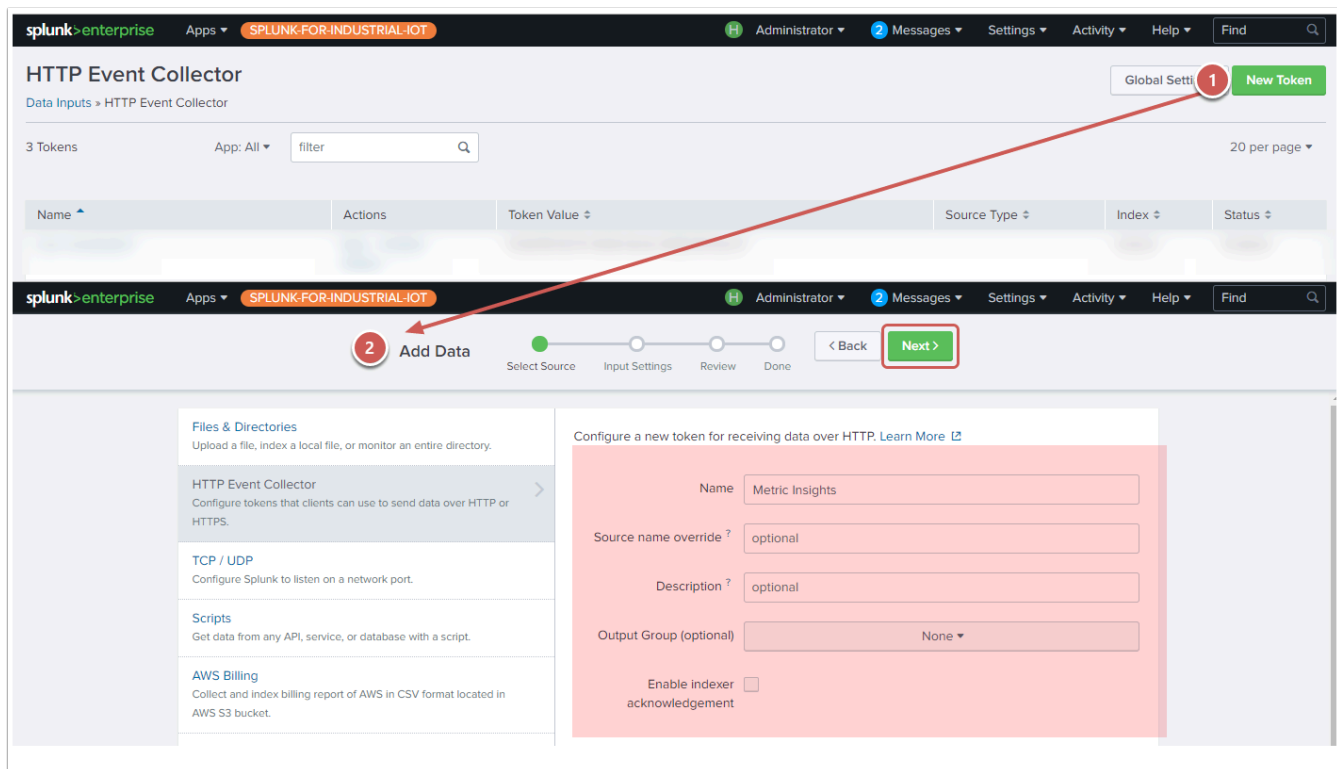 splunk>enterprise Apps SPLUNK-FOR-INDUSTRIAL-IOT H Administrator 2 Messages Settings Activity Help Find
HTTP Event Collector
Global Setti 1 New Token
Data Inputs » HTTP Event Collector
3 Tokens App: All filter 20 per page
Name Actions Token Value Source Type Index Status
splunk>enterprise Apps SPLUNK-FOR-INDUSTRIAL-IOT H Administrator 2 Messages Settings Activity Help Find
2 Add Data < Back Next >
Select Source Input Settings Review Done
Files & Directories
Upload a file, index a local file, or monitor an entire directory.
HTTP Event Collector
Configure tokens that clients can use to send data over HTTP or
HTTPS.
TCP / UDP
Configure Splunk to listen on a network port.
Scripts
Get data from any API, service, or database with a script.
AWS Billing
Collect and index billing report of AWS in CSV format located in
AWS S3 bucket.
Configure a new token for receiving data over HTTP. Learn More
Name Metric Insights
Source name override ? optional
Description ? optional
Output Group (optional) None
Enable indexer
acknowledgement